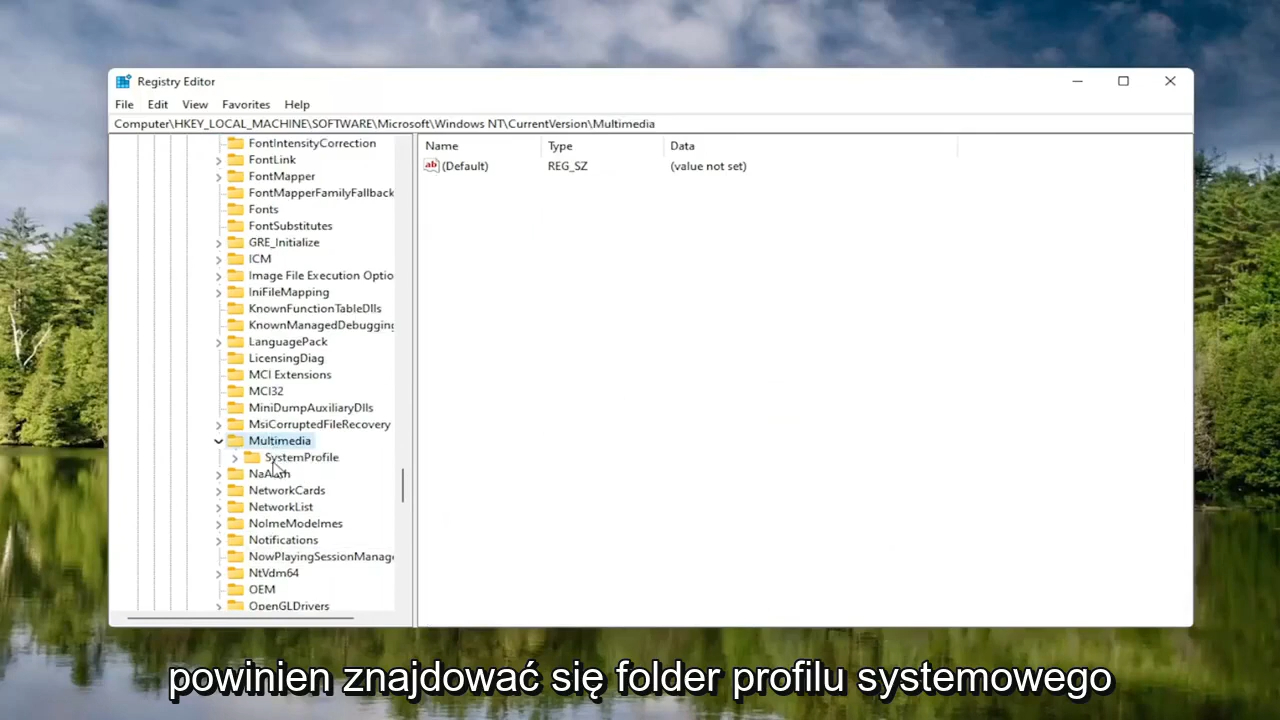 Registry Editor
File Edit View Favorites Help
Computer\HKEY_LOCAL_MACHINE\SOFTWARE\Microsoft\Windows NT\CurrentVersion\Multimedia
Name Type Data
(Default) REG_SZ (value not set)
FontIntensityCorrection
FontLink
FontMapper
FontMapperFamilyFallback
Fonts
FontSubstitutes
GRE_Initialize
ICM
Image File Execution Optio
IniFileMapping
KnownFunctionTableDlls
KnownManagedDebugging
LanguagePack
LicensingDiag
MCI Extensions
MCI32
MiniDumpAuxiliaryDlls
MsiCorruptedFileRecovery
Multimedia
SystemProfile
NetworkCards
NetworkList
NoImeModeImes
Notifications
NowPlayingSessionManage
NtVdm64
OEM
OpenGLDrivers
powinien znajdować się folder profilu systemowego